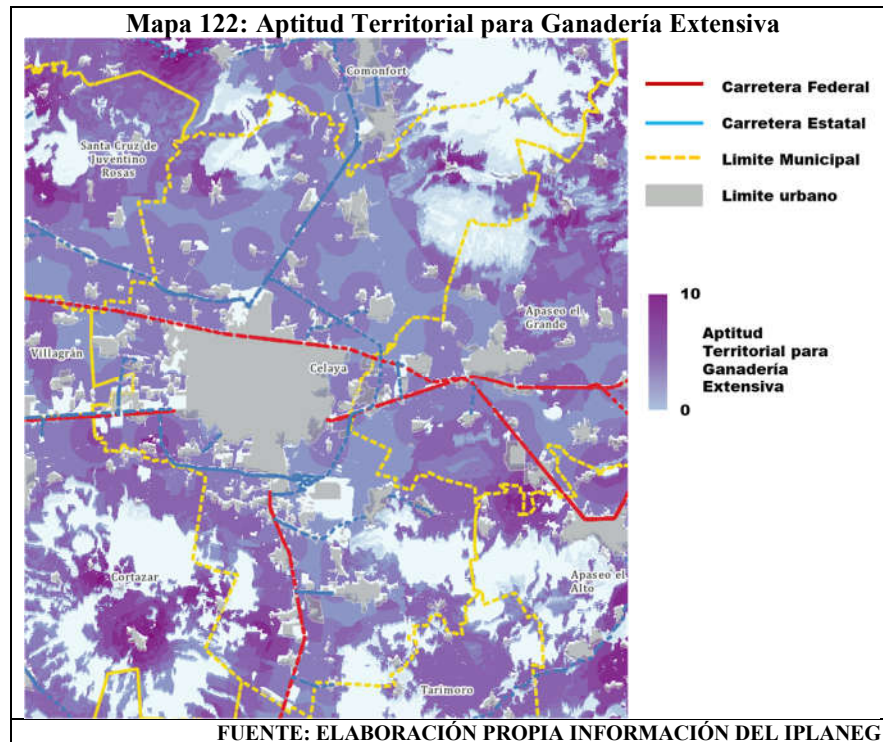 Mapa 122: Aptitud Territorial para Ganadería Extensiva
Comonfort
Santa Cruz de
Juventino
Rosas
Apaseo el
Grande
Villagrán
Celaya
Cortazar
Apaseo el
Alto
Tarimoro
Carretera Federal
Carretera Estatal
Limite Municipal
Limite urbano
10
Aptitud
Territorial para
Ganadería
Extensiva
0
FUENTE: ELABORACIÓN PROPIA INFORMACIÓN DEL IPLANEG